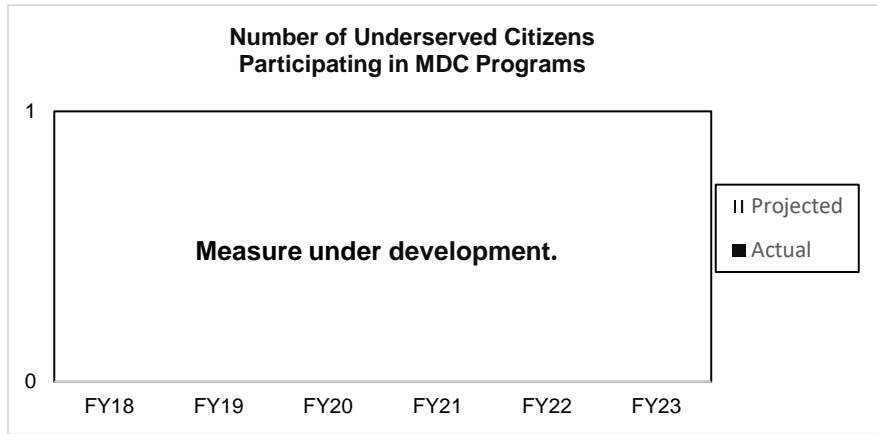 Number of Underserved Citizens
Participating in MDC Programs
1
Measure under development.
Projected
Actual
0
FY18 FY19 FY20 FY21 FY22 FY23